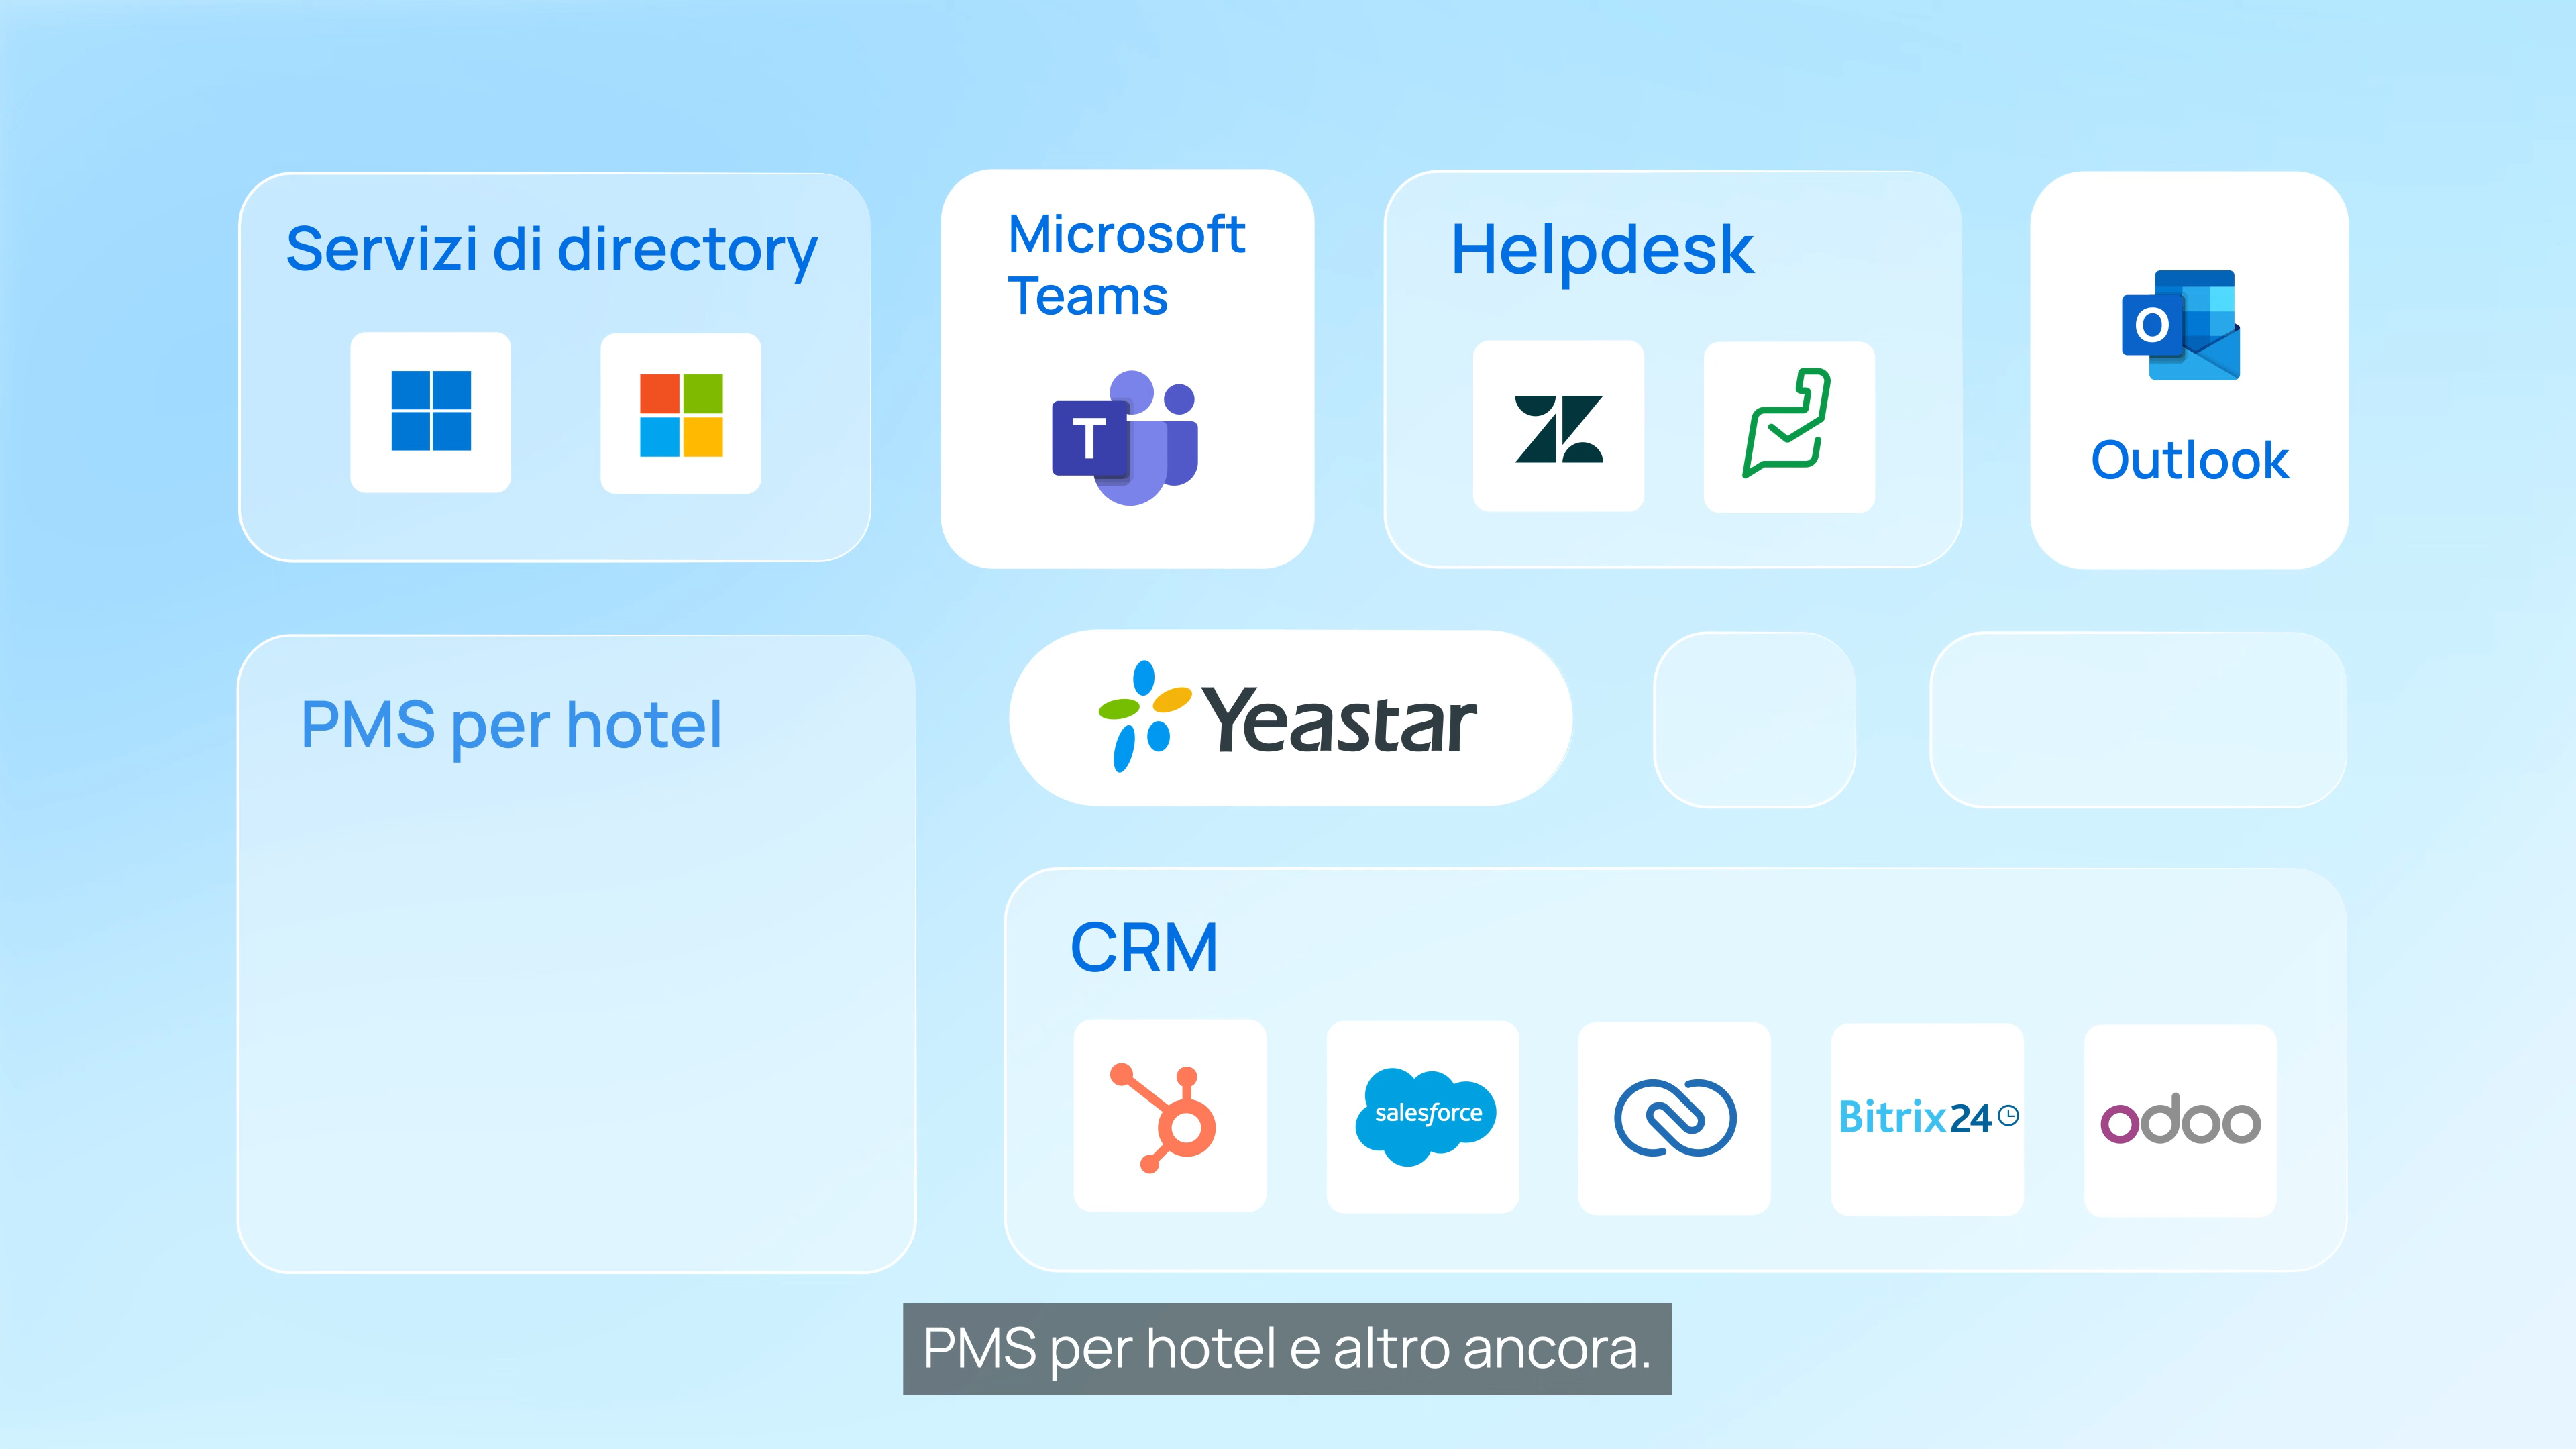 Servizi di directory
Microsoft
Teams
T
Helpdesk
O
Outlook
PMS per hotel
Yeastar
CRM
salesforce
Bitrix24
odoo
PMS per hotel e altro ancora.